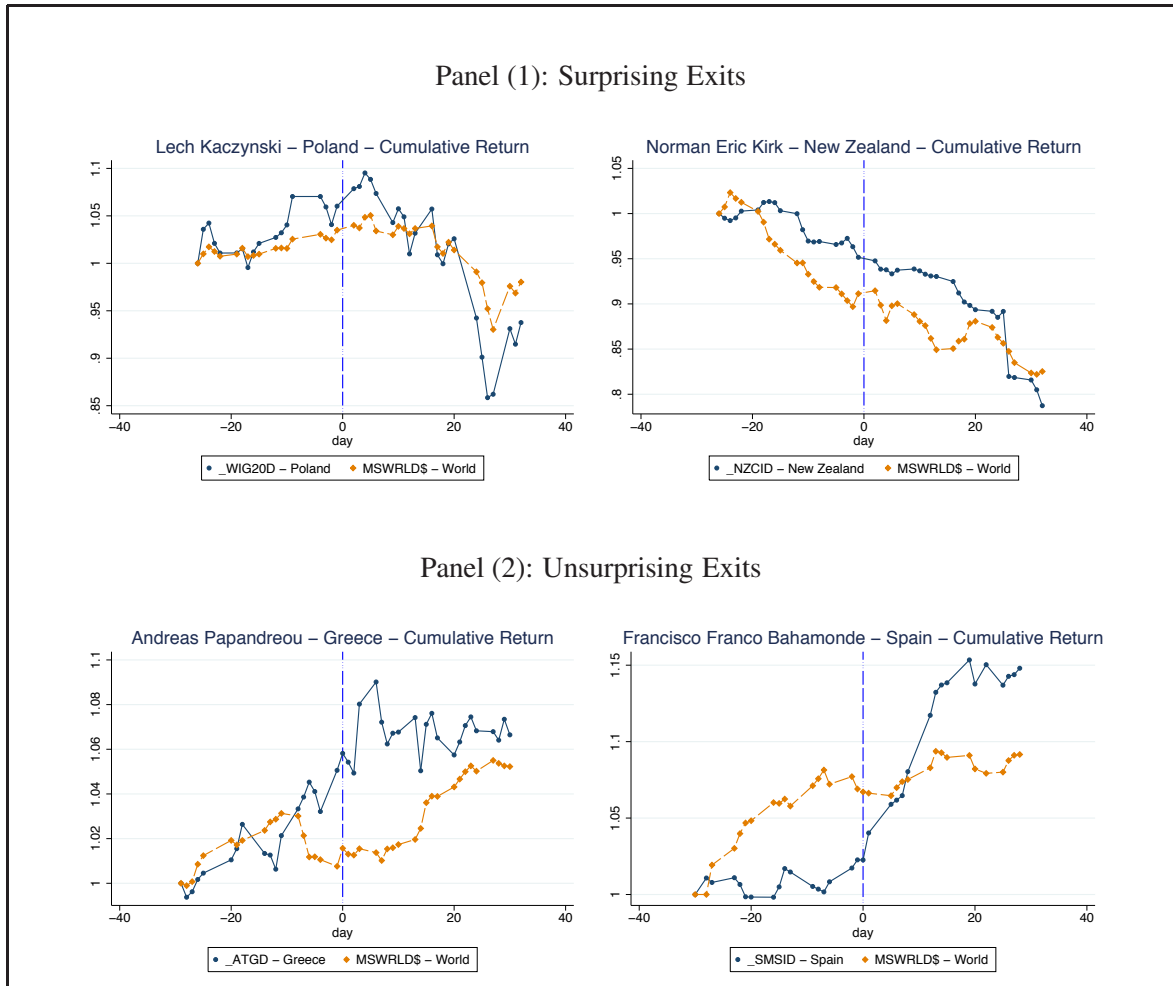 Panel (1): Surprising Exits
Lech Kaczynski – Poland – Cumulative Return
1.1
1.05
1
.95
.9
.85
−40 −20 0 20 40
day
_WIG20D – Poland MSWRLD$ – World
Norman Eric Kirk – New Zealand – Cumulative Return
1.05
1
.95
.9
.85
.8
−40 −20 0 20 40
day
_NZCID – New Zealand MSWRLD$ – World
Panel (2): Unsurprising Exits
Andreas Papandreou – Greece – Cumulative Return
1.1
1.08
1.06
1.04
1.02
1
−40 −20 0 20 40
day
_ATGD – Greece MSWRLD$ – World
Francisco Franco Bahamonde – Spain – Cumulative Return
1.15
1.1
1.05
1
−40 −20 0 20 40
day
_SMSID – Spain MSWRLD$ – World